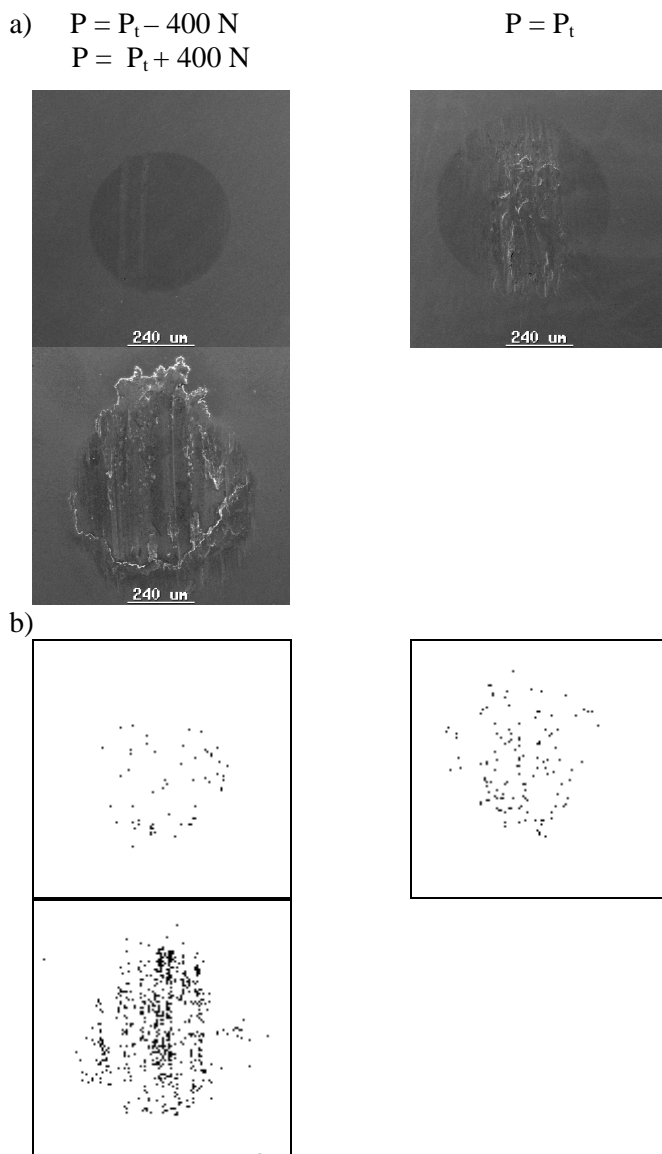 a) P = Pt – 400 N P = Pt
P = Pt + 400 N
240 um 240 um
240 um
b)